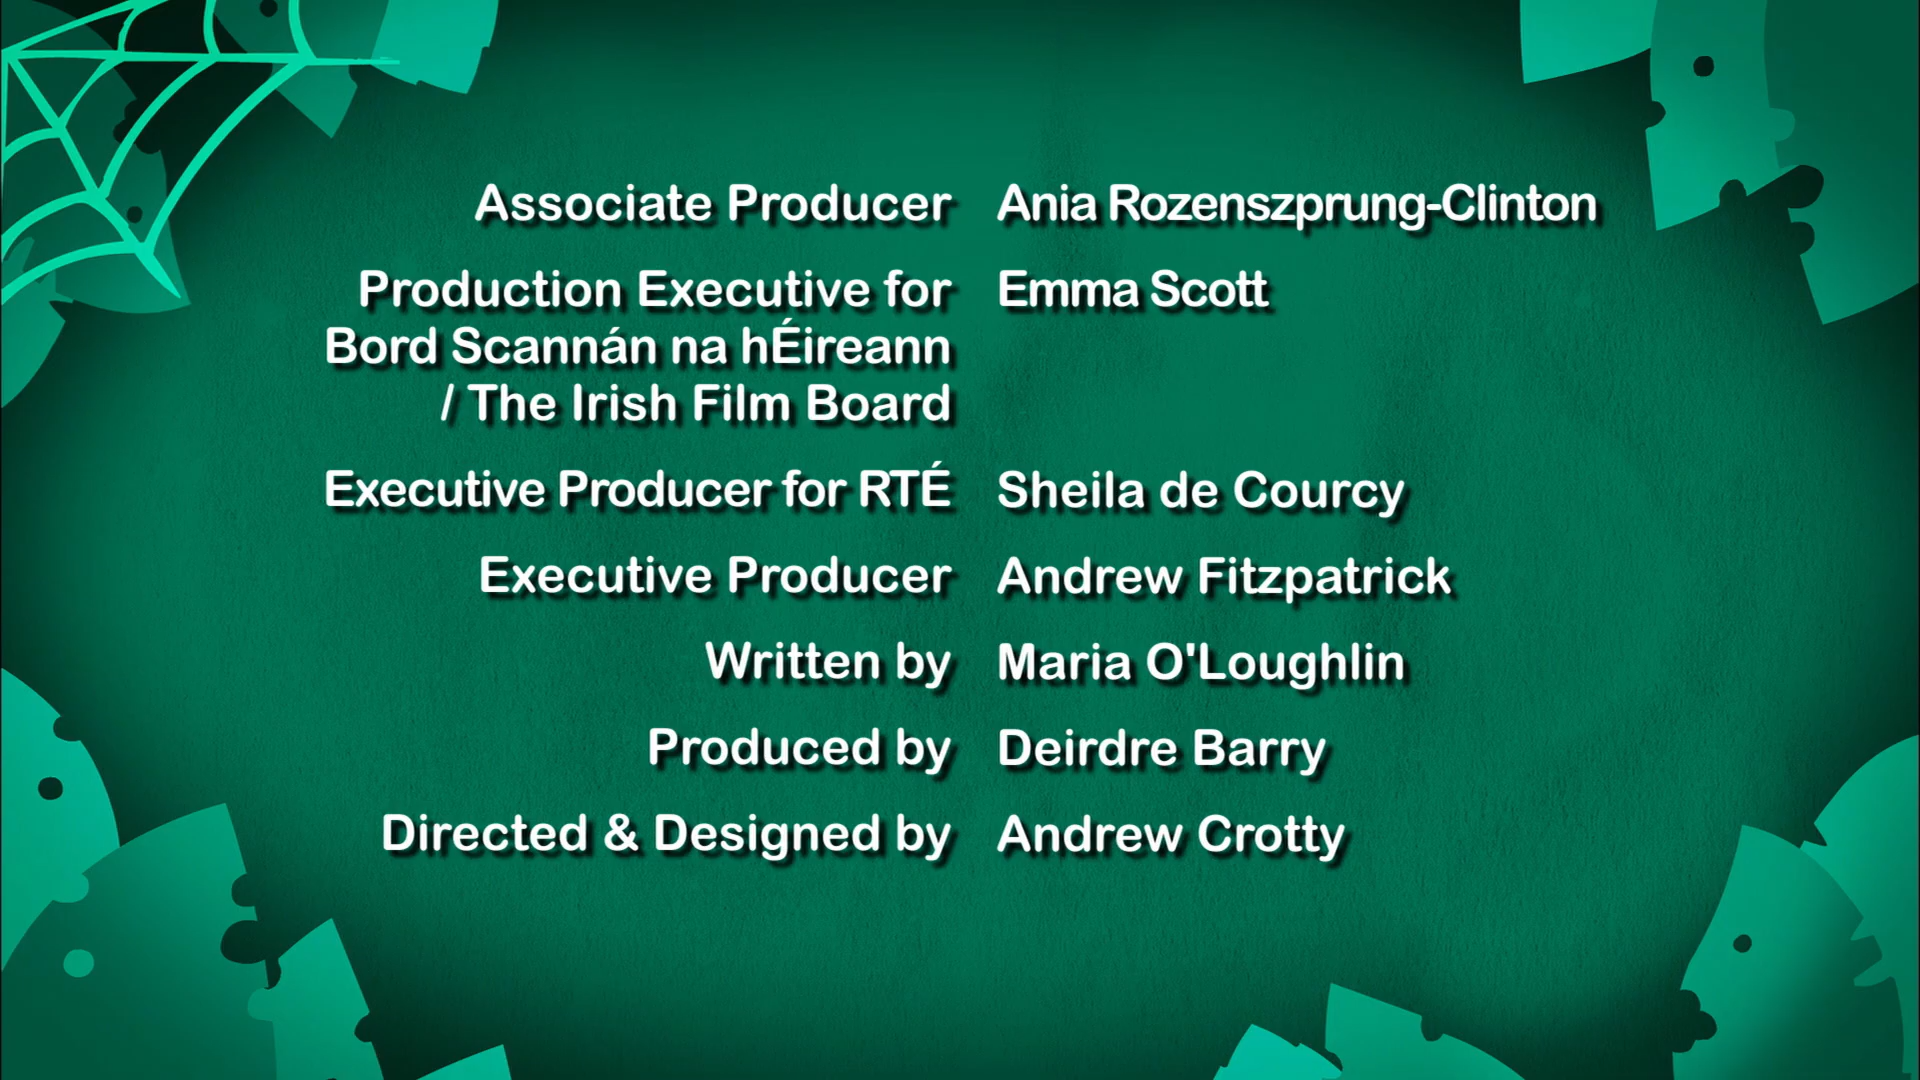 Associate Producer Ania Rozenszprung-Clinton
Production Executive for Emma Scott
Bord Scannán na hÉireann
/ The Irish Film Board
Executive Producer for RTÉ Sheila de Courcy
Executive Producer Andrew Fitzpatrick
Written by Maria O'Loughlin
Produced by Deirdre Barry
Directed & Designed by Andrew Crotty